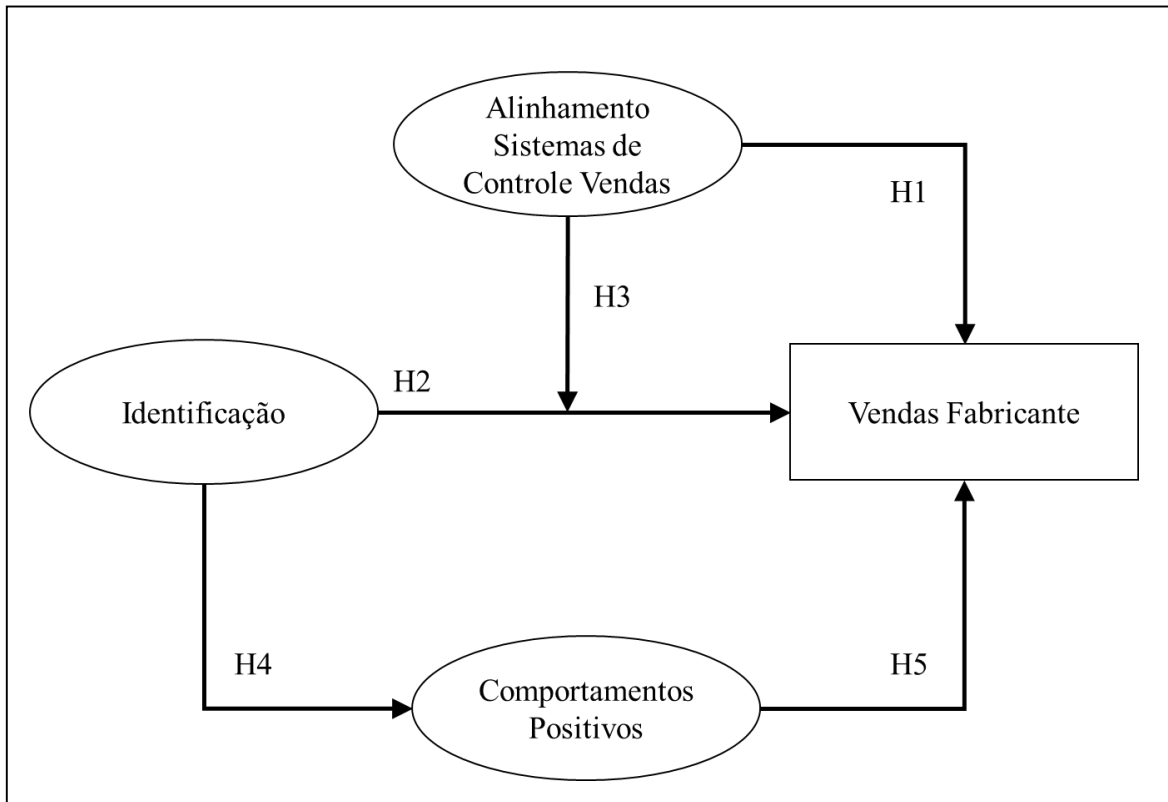 Alinhamento
Sistemas de
Controle Vendas
H1
H3
H2
Identificação
Vendas Fabricante
H4
H5
Comportamentos
Positivos